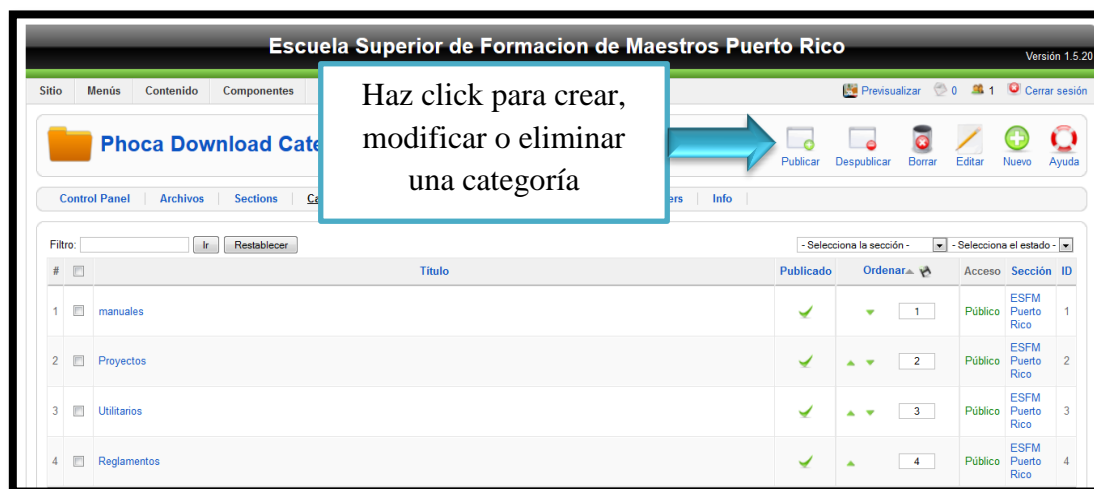 Escuela Superior de Formacion de Maestros Puerto Rico
Versión 1.5.20
Sitio Menús Contenido Componentes
Previsualizar 0 1 Cerrar sesión
Haz click para crear,
modificar o eliminar
una categoría
Phoca Download Cate
Publicar Despublicar Borrar Editar Nuevo Ayuda
Control Panel Archivos Sections Ca ers Info
Filtro: Ir Restablecer - Selecciona la sección - - Selecciona el estado -
# Título Publicado Ordenar Acceso Sección ID
1 manuales 1 Público ESFM Puerto Rico 1
2 Proyectos 2 Público ESFM Puerto Rico 2
3 Utilitarios 3 Público ESFM Puerto Rico 3
4 Reglamentos 4 Público ESFM Puerto Rico 4